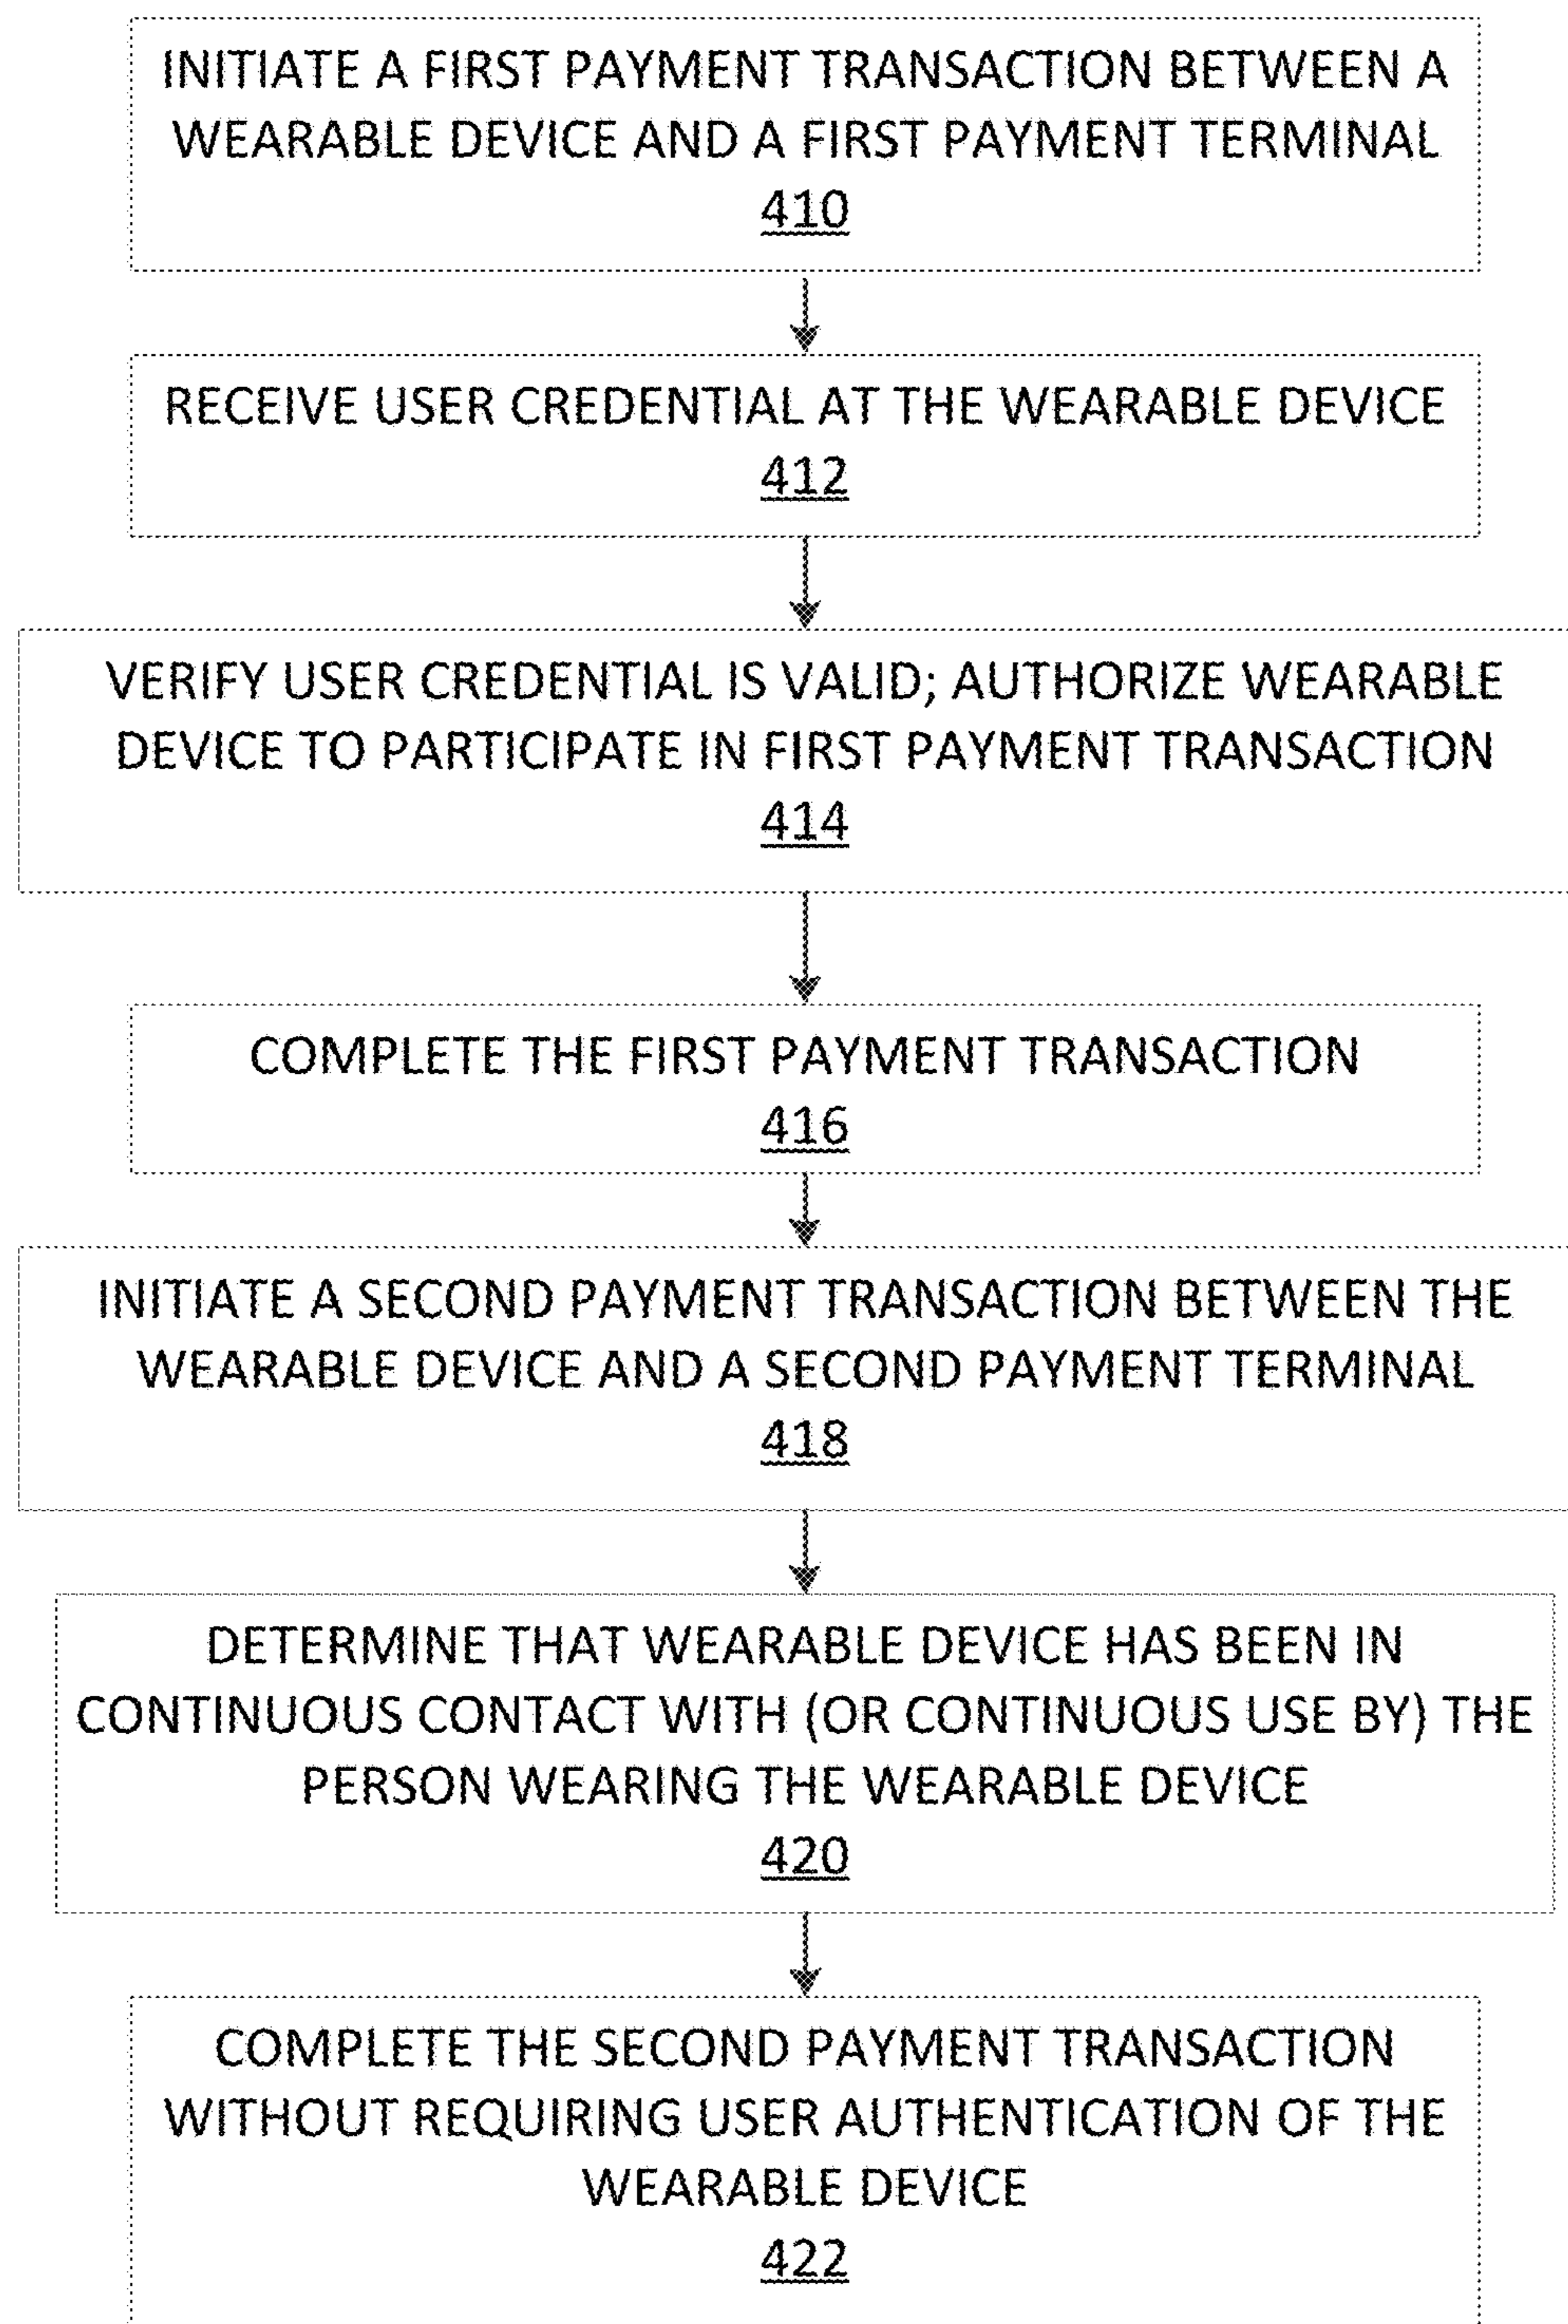 INITIATE A FIRST PAYMENT TRANSACTION BETWEEN A
WEARABLE DEVICE AND A FIRST PAYMENT TERMINAL
410
RECEIVE USER CREDENTIAL AT THE WEARABLE DEVICE
412
VERIFY USER CREDENTIAL IS VALID; AUTHORIZE WEARABLE
DEVICE TO PARTICIPATE IN FIRST PAYMENT TRANSACTION
414
COMPLETE THE FIRST PAYMENT TRANSACTION
416
INITIATE A SECOND PAYMENT TRANSACTION BETWEEN THE
WEARABLE DEVICE AND A SECOND PAYMENT TERMINAL
418
DETERMINE THAT WEARABLE DEVICE HAS BEEN IN
CONTINUOUS CONTACT WITH (OR CONTINUOUS USE BY) THE
PERSON WEARING THE WEARABLE DEVICE
420
COMPLETE THE SECOND PAYMENT TRANSACTION
WITHOUT REQUIRING USER AUTHENTICATION OF THE
WEARABLE DEVICE
422